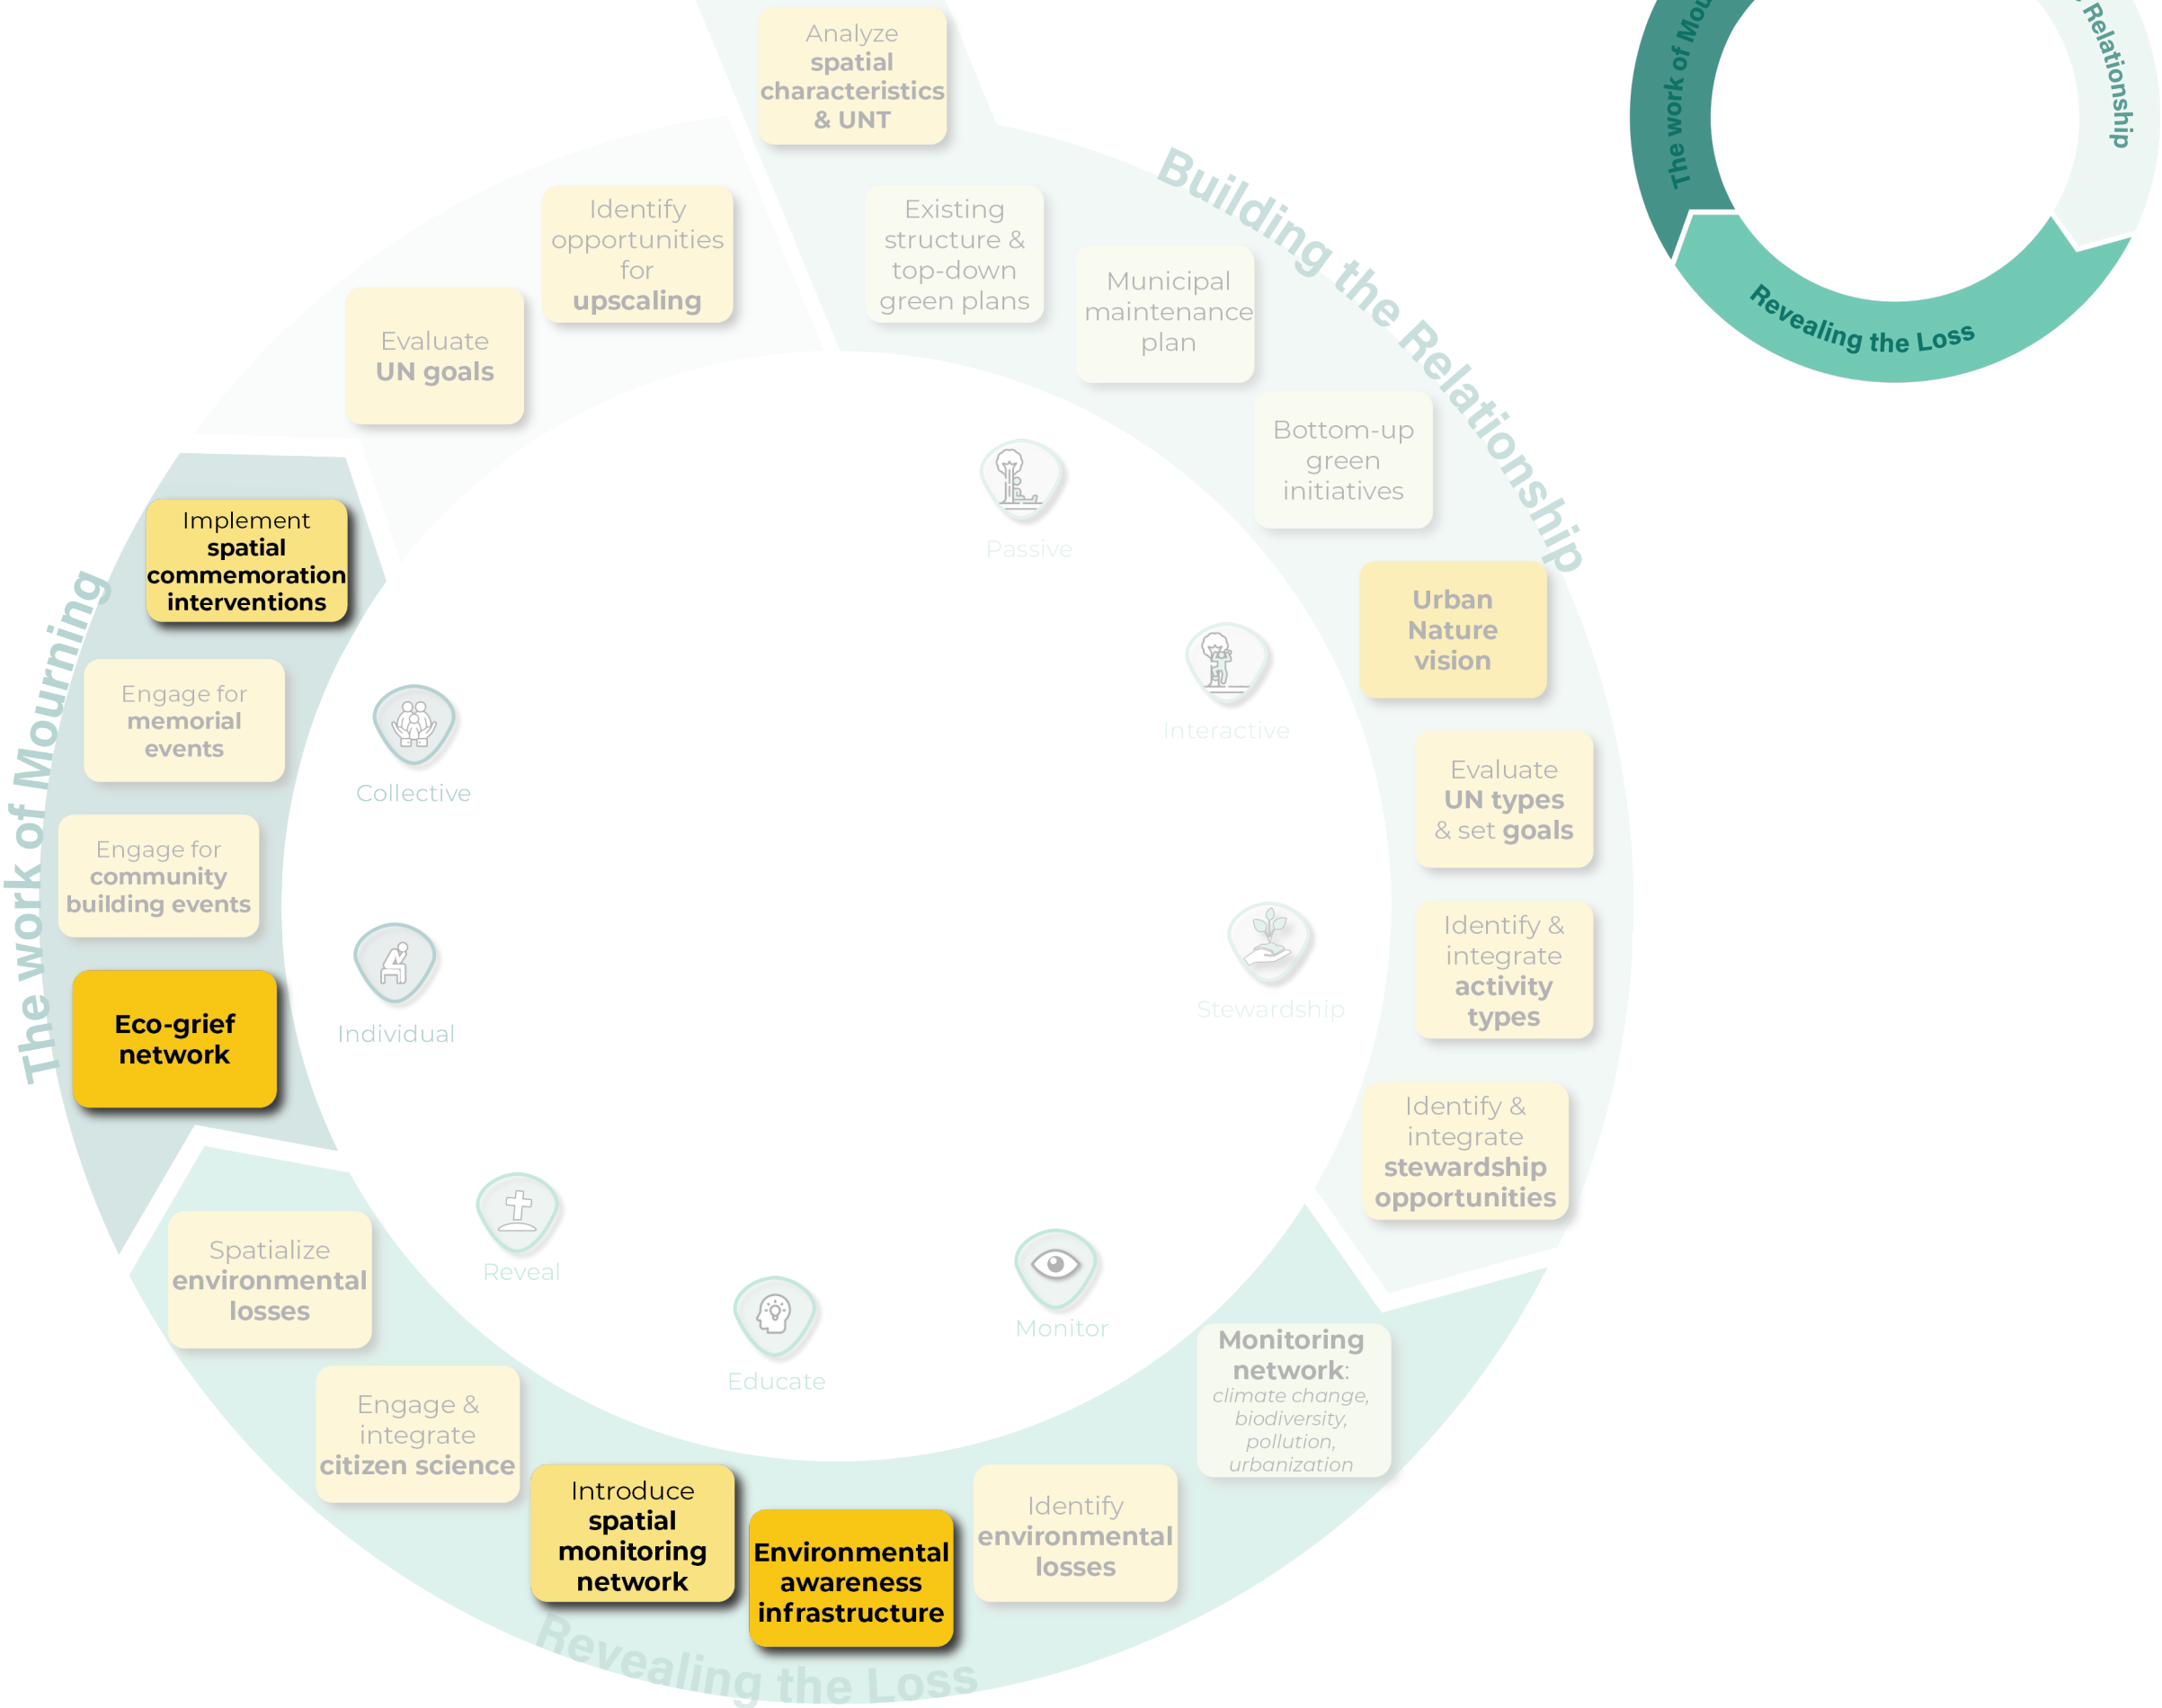 Analyze
spatial
characteristics
& UNT
Identify
opportunities
for
upscaling
Evaluate
UN goals
Existing
structure &
top-down
green plans
Municipal
maintenance
plan
Bottom-up
green
initiatives
Building the Relationship
Urban
Nature
vision
Evaluate
UN types
& set goals
Identify &
integrate
activity
types
Identify &
integrate
stewardship
opportunities
Passive
Interactive
Stewardship
Monitoring
network:
climate change,
biodiversity,
pollution,
urbanization
Identify
environmental
losses
Environmental
awareness
infrastructure
Introduce
spatial
monitoring
network
Engage &
integrate
citizen science
Spatialize
environmental
losses
Revealing the Loss
Monitor
Educate
Reveal
Eco-grief
network
Engage for
community
building events
Engage for
memorial
events
Implement
spatial
commemoration
interventions
The work of Mourning
Individual
Collective
The work of
Relationship
Revealing the Loss